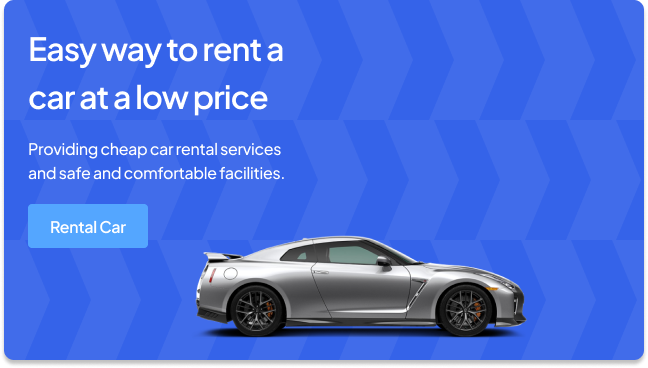 Easy way to rent a
car at a low price
Providing cheap car rental services
and safe and comfortable facilities.
Rental Car